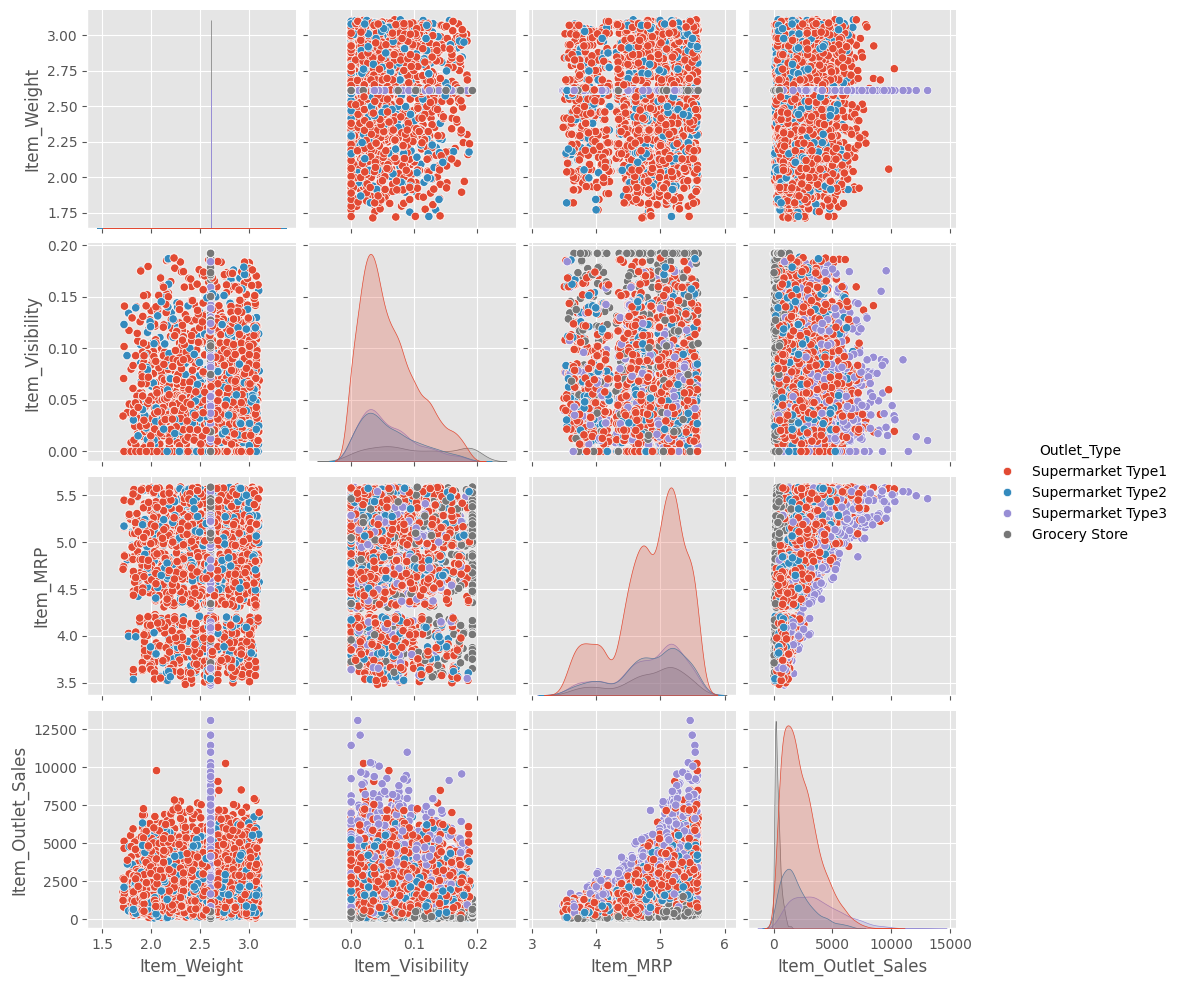 3.00
2.75
2.50
2.25
2.00
1.75
Item_Weight
0.20
0.15
0.10
0.05
0.00
Item_Visibility
5.5
5.0
4.5
4.0
3.5
Item_MRP
12500
10000
7500
5000
2500
0
Item_Outlet_Sales
1.5 2.0 2.5 3.0
0.0 0.1 0.2
3 4 5 6
0 5000 10000 15000
Item_Weight
Item_Visibility
Item_MRP
Item_Outlet_Sales
Outlet_Type
Supermarket Type1
Supermarket Type2
Supermarket Type3
Grocery Store